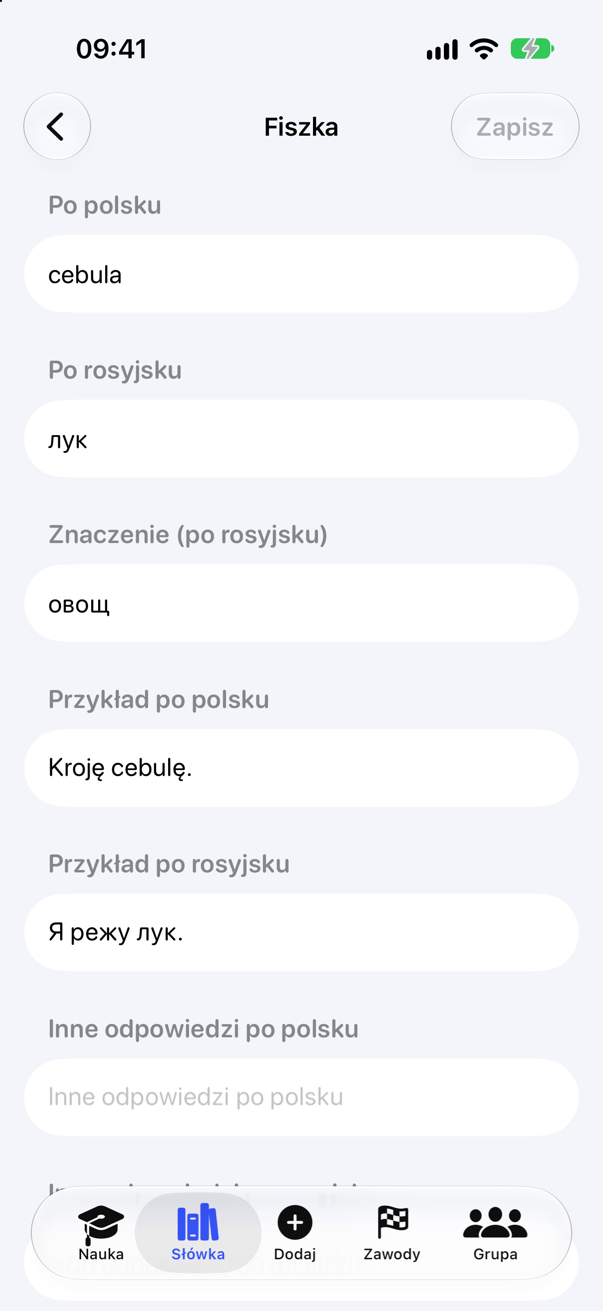 09:41
Fiszka
Zapisz
Po polsku
cebula
Po rosyjsku
лук
Znaczenie (po rosyjsku)
овощ
Przykład po polsku
Kroję cebulę.
Przykład po rosyjsku
Я режу лук.
Inne odpowiedzi po polsku
Inne odpowiedzi po polsku
Nauka
Słówka
Dodaj
Zawody
Grupa